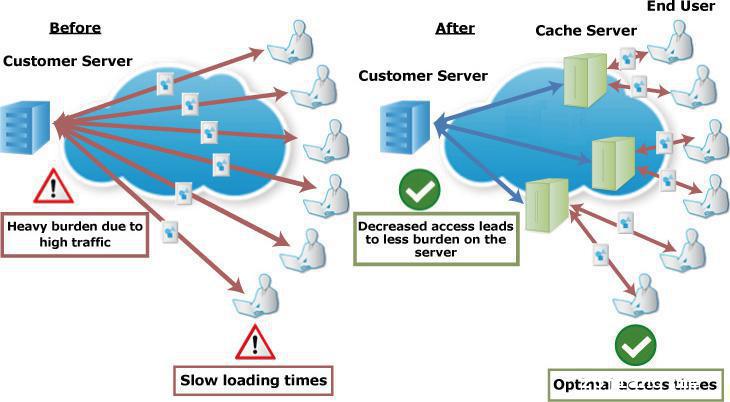 Before
Customer Server
Heavy burden due to
high traffic
Slow loading times
After
Cache Server
End User
Customer Server
Decreased access leads
to less burden on the
server
Optimal access times